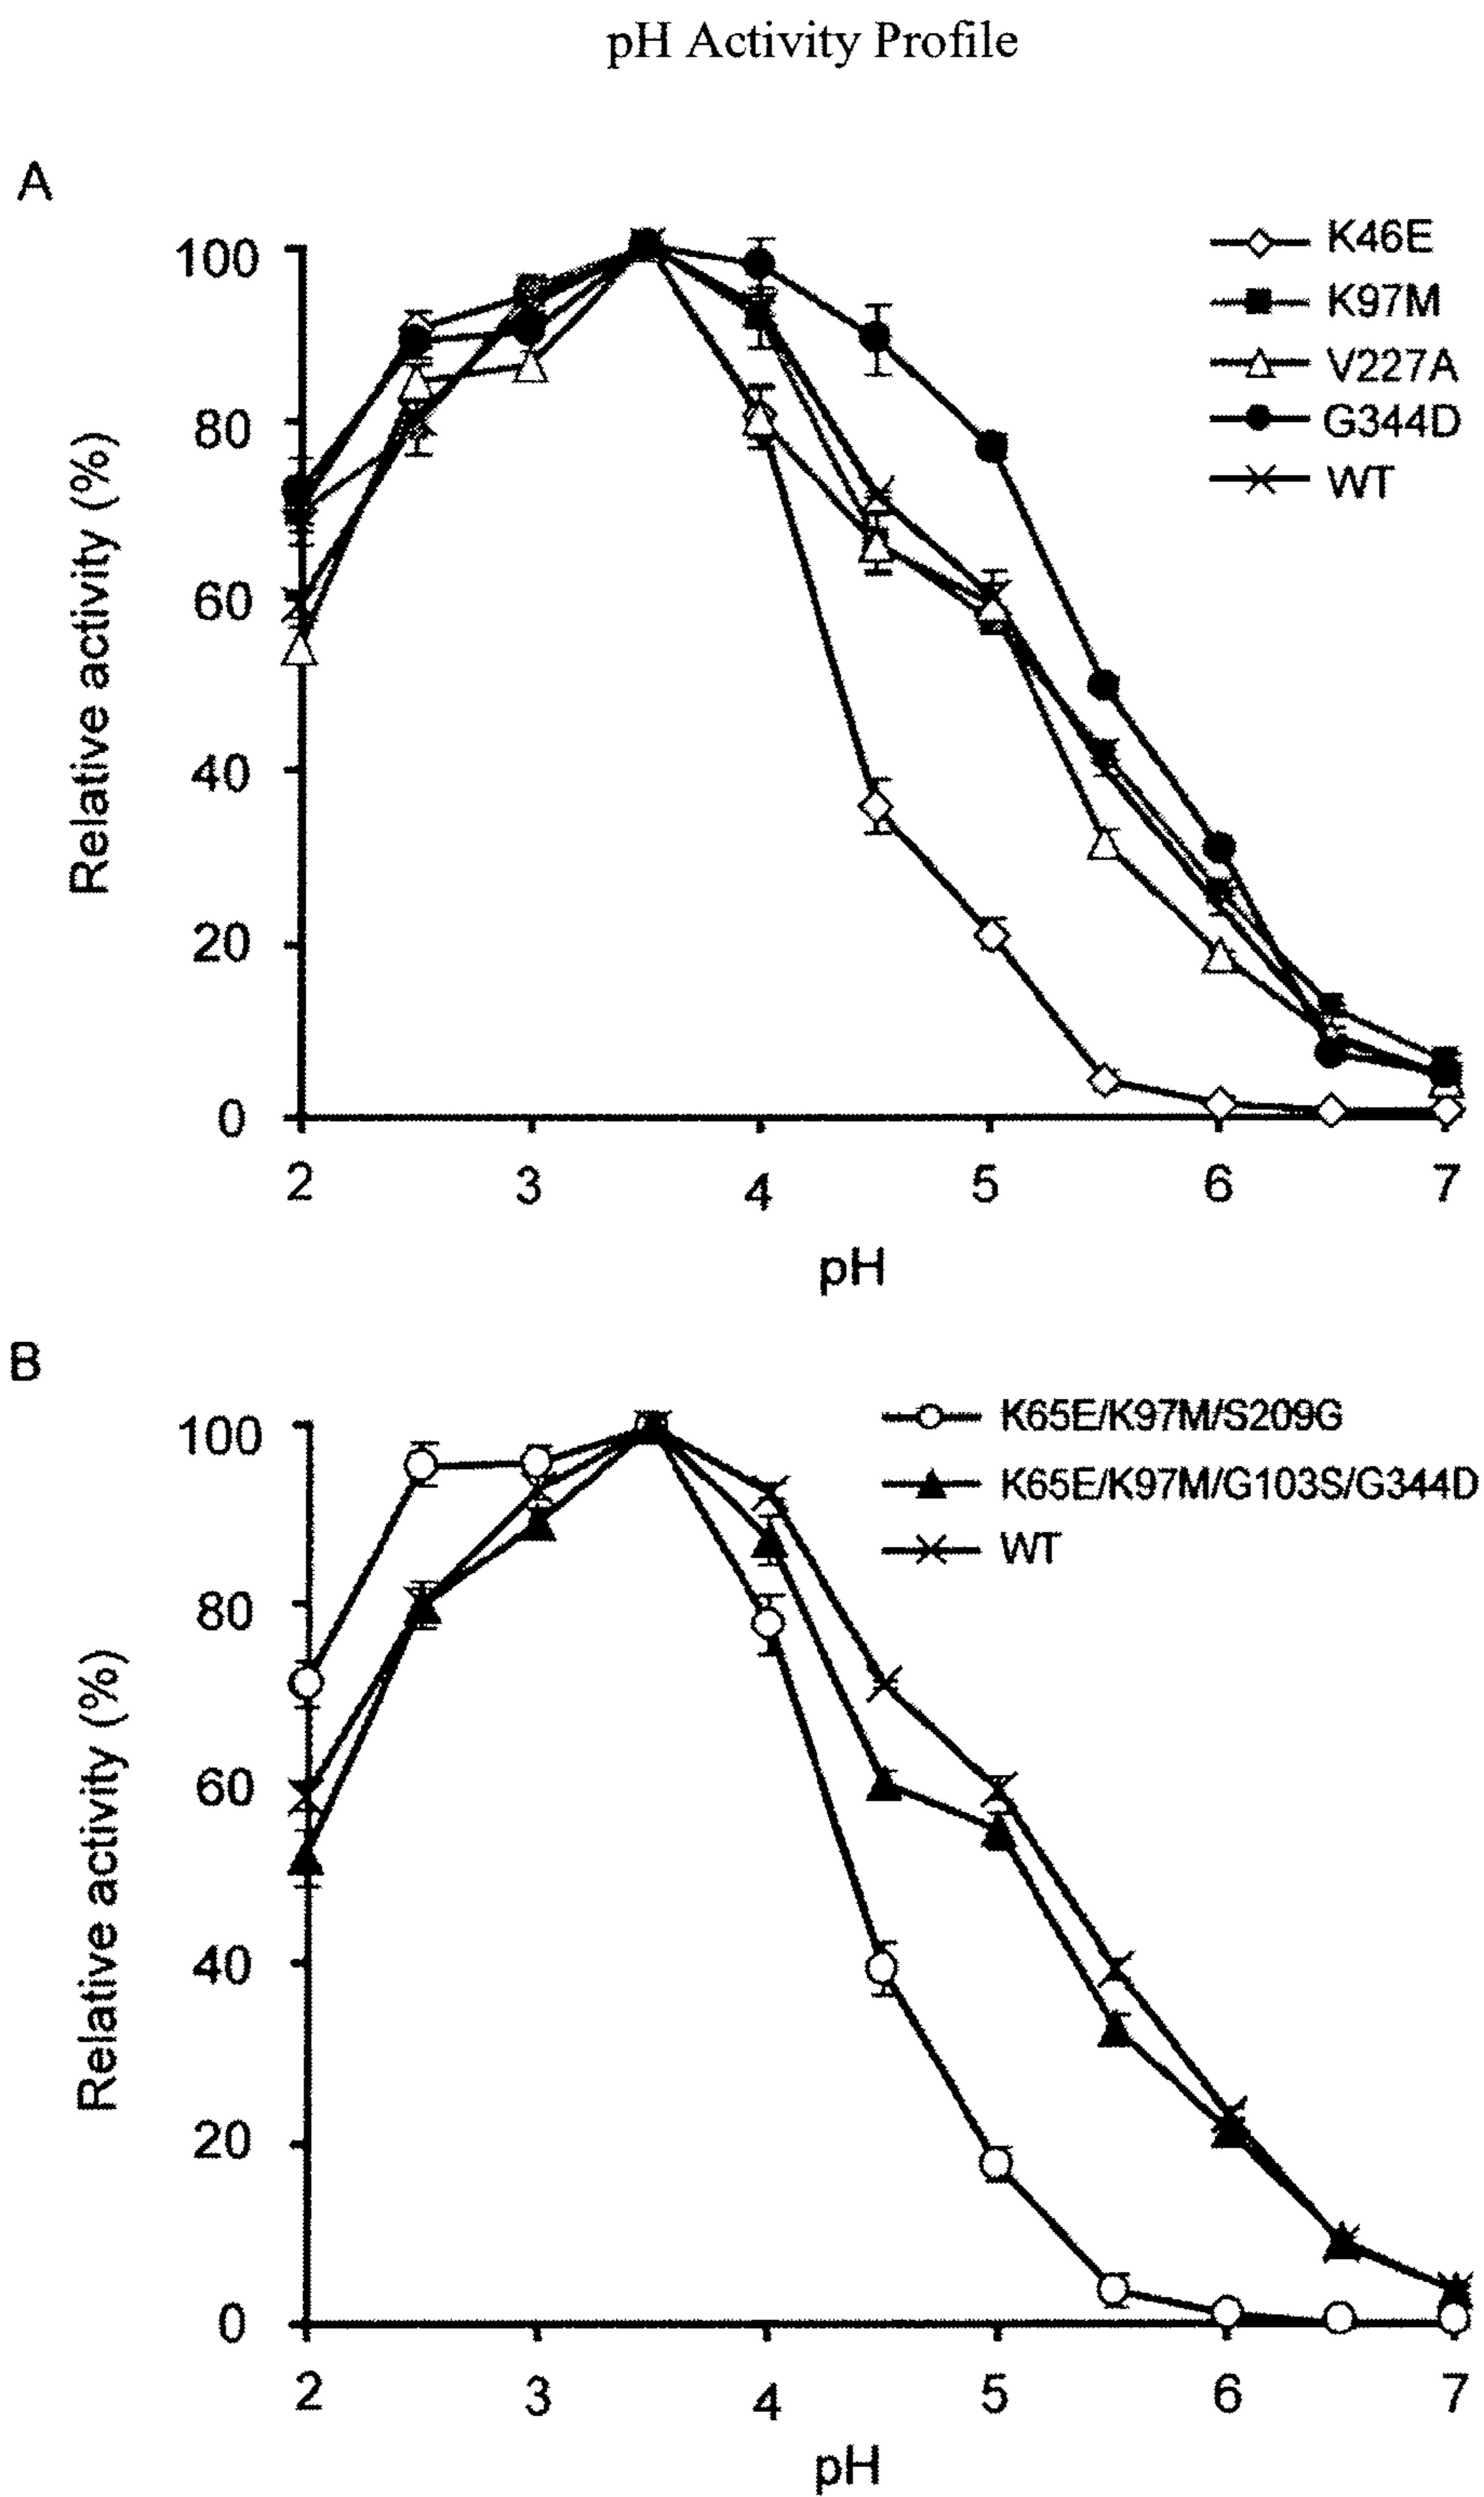 pH Activity Profile
A
K46E
K97M
V227A
G344D
WT
Relative activity (%)
100
80
60
40
20
0
2 3 4 5 6 7
pH
B
K65E/K97M/S209G
K65E/K97M/G103S/G344D
WT
Relative activity (%)
100
80
60
40
20
0
2 3 4 5 6 7
pH